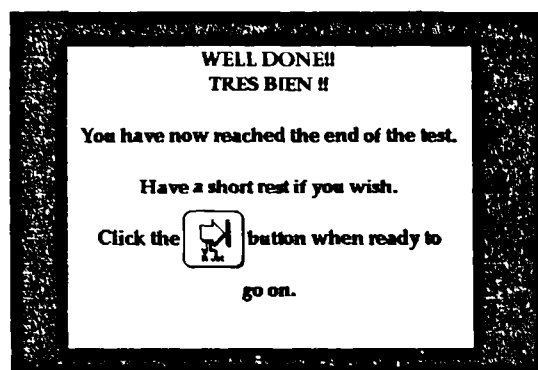 WELL DONE!!
TRES BIEN !!
You have now reached the end of the test.
Have a short rest if you wish.
Click the button when ready to
go on.